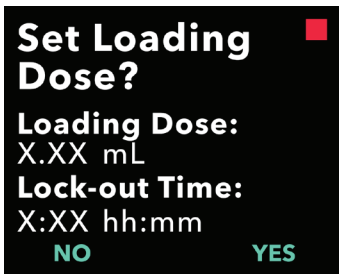 Set Loading
Dose?
Loading Dose:
X.XX mL
Lock-out Time:
X:XX hh:mm
NO YES